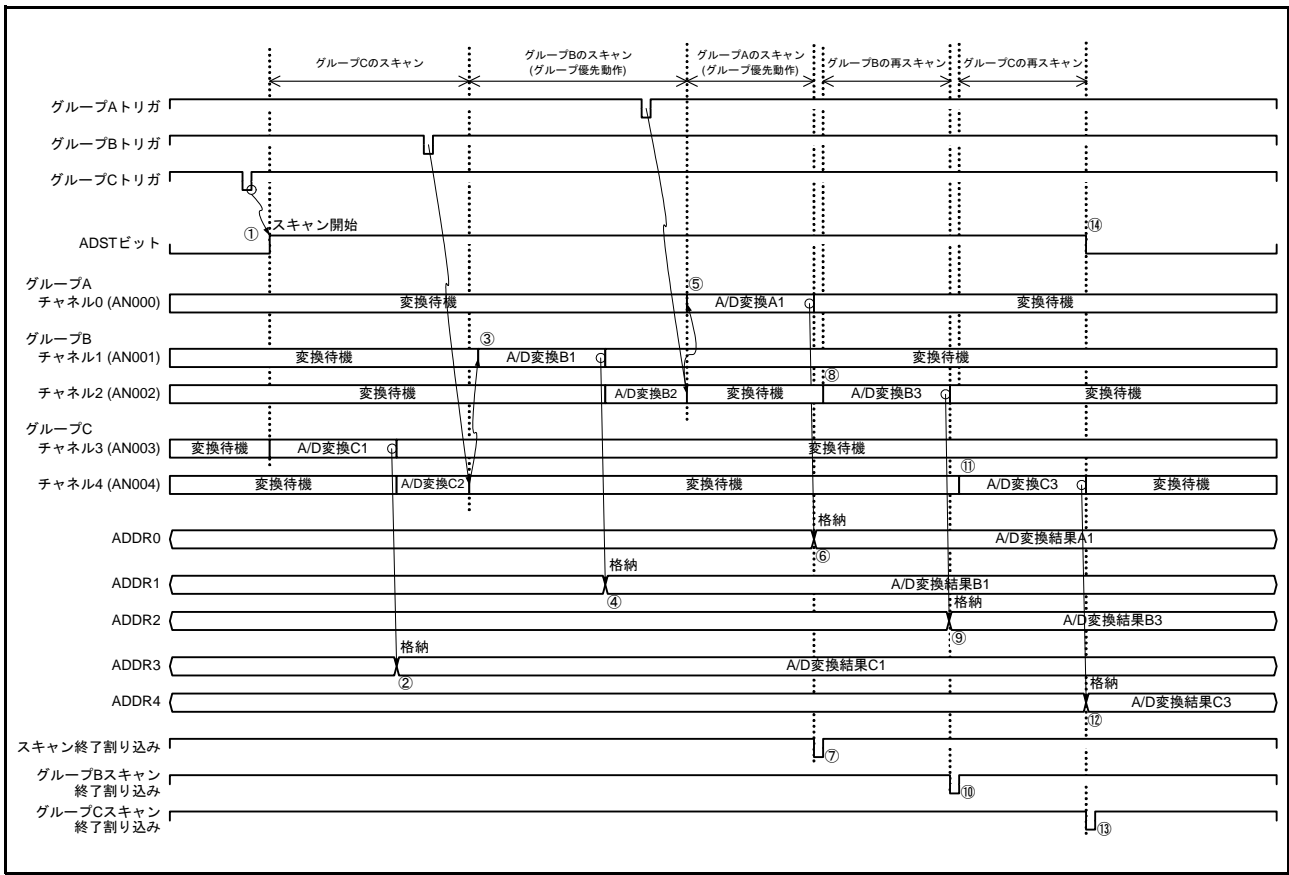 グループCのスキャン
グループBのスキャン
(グループ優先動作)
グループAのスキャン
(グループ優先動作)
グループBの再スキャン
グループCの再スキャン
グループAトリガ
グループBトリガ
グループCトリガ
ADSTビット
①
スキャン開始
⑭
グループA
チャネル0 (AN000)
変換待機
⑤
A/D変換A1
変換待機
グループB
チャネル1 (AN001)
変換待機
③
A/D変換B1
変換待機
チャネル2 (AN002)
変換待機
A/D変換B2
変換待機
⑧
A/D変換B3
変換待機
グループC
チャネル3 (AN003)
変換待機
A/D変換C1
変換待機
チャネル4 (AN004)
変換待機
A/D変換C2
変換待機
⑪
A/D変換C3
変換待機
ADDR0
格納
⑥
A/D変換結果A1
ADDR1
格納
④
A/D変換結果B1
ADDR2
格納
⑨
A/D変換結果B3
ADDR3
格納
②
A/D変換結果C1
ADDR4
格納
⑫
A/D変換結果C3
スキャン終了割り込み
⑦
グループBスキャン
終了割り込み
⑩
グループCスキャン
終了割り込み
⑬